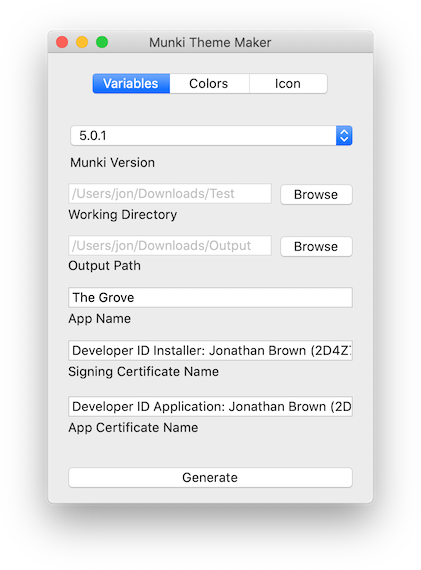 Munki Theme Maker
Variables Colors Icon
5.0.1
Munki Version
/Users/jon/Downloads/Test Browse
Working Directory
/Users/jon/Downloads/Output Browse
Output Path
The Grove
App Name
Developer ID Installer: Jonathan Brown (2D4Z
Signing Certificate Name
Developer ID Application: Jonathan Brown (2D
App Certificate Name
Generate